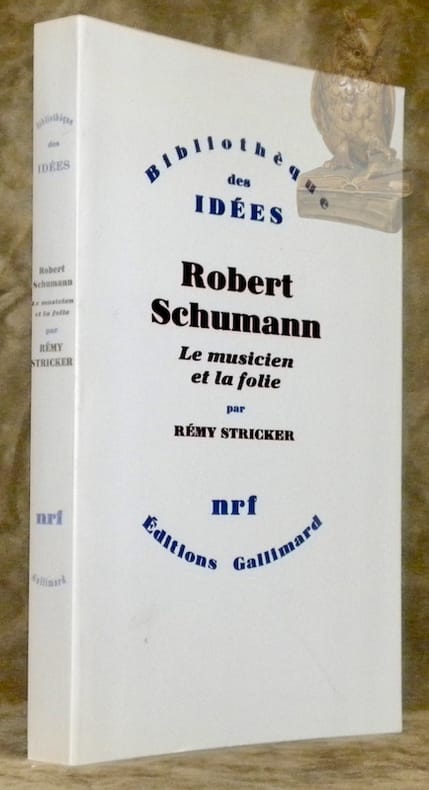 Bibliothèque
des
IDÉES
Robert
Schumann
Le musicien
et la folie
par
RÉMY STRICKER
nrf
Éditions Gallimard
Bibliothèque
des
IDÉES
Robert
Schumann
Le musicien
et la folie
par
RÉMY
STRICKER
nrf
Gallimard